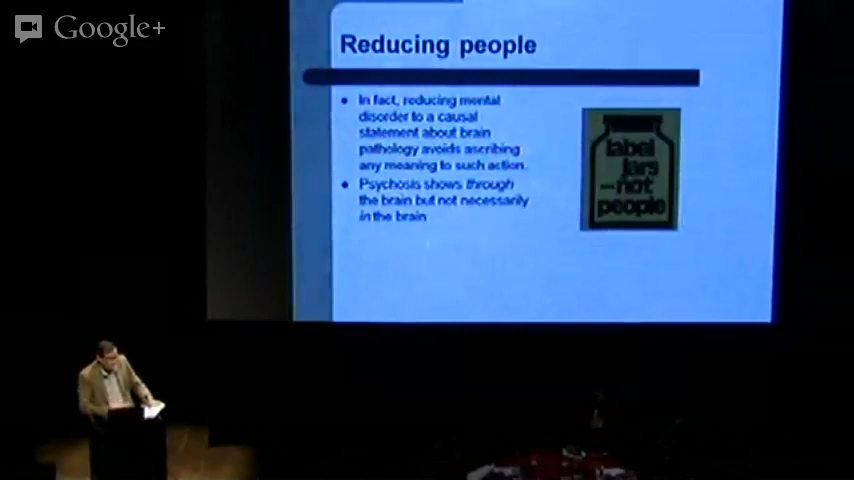 Google+
Reducing people
In fact, reducing mental
disorder to a causal
statement about brain
pathology avoids ascribing
any meaning to such action.
Psychosis shows through
the brain but not necessarily
in the brain
label
jars
---not
people